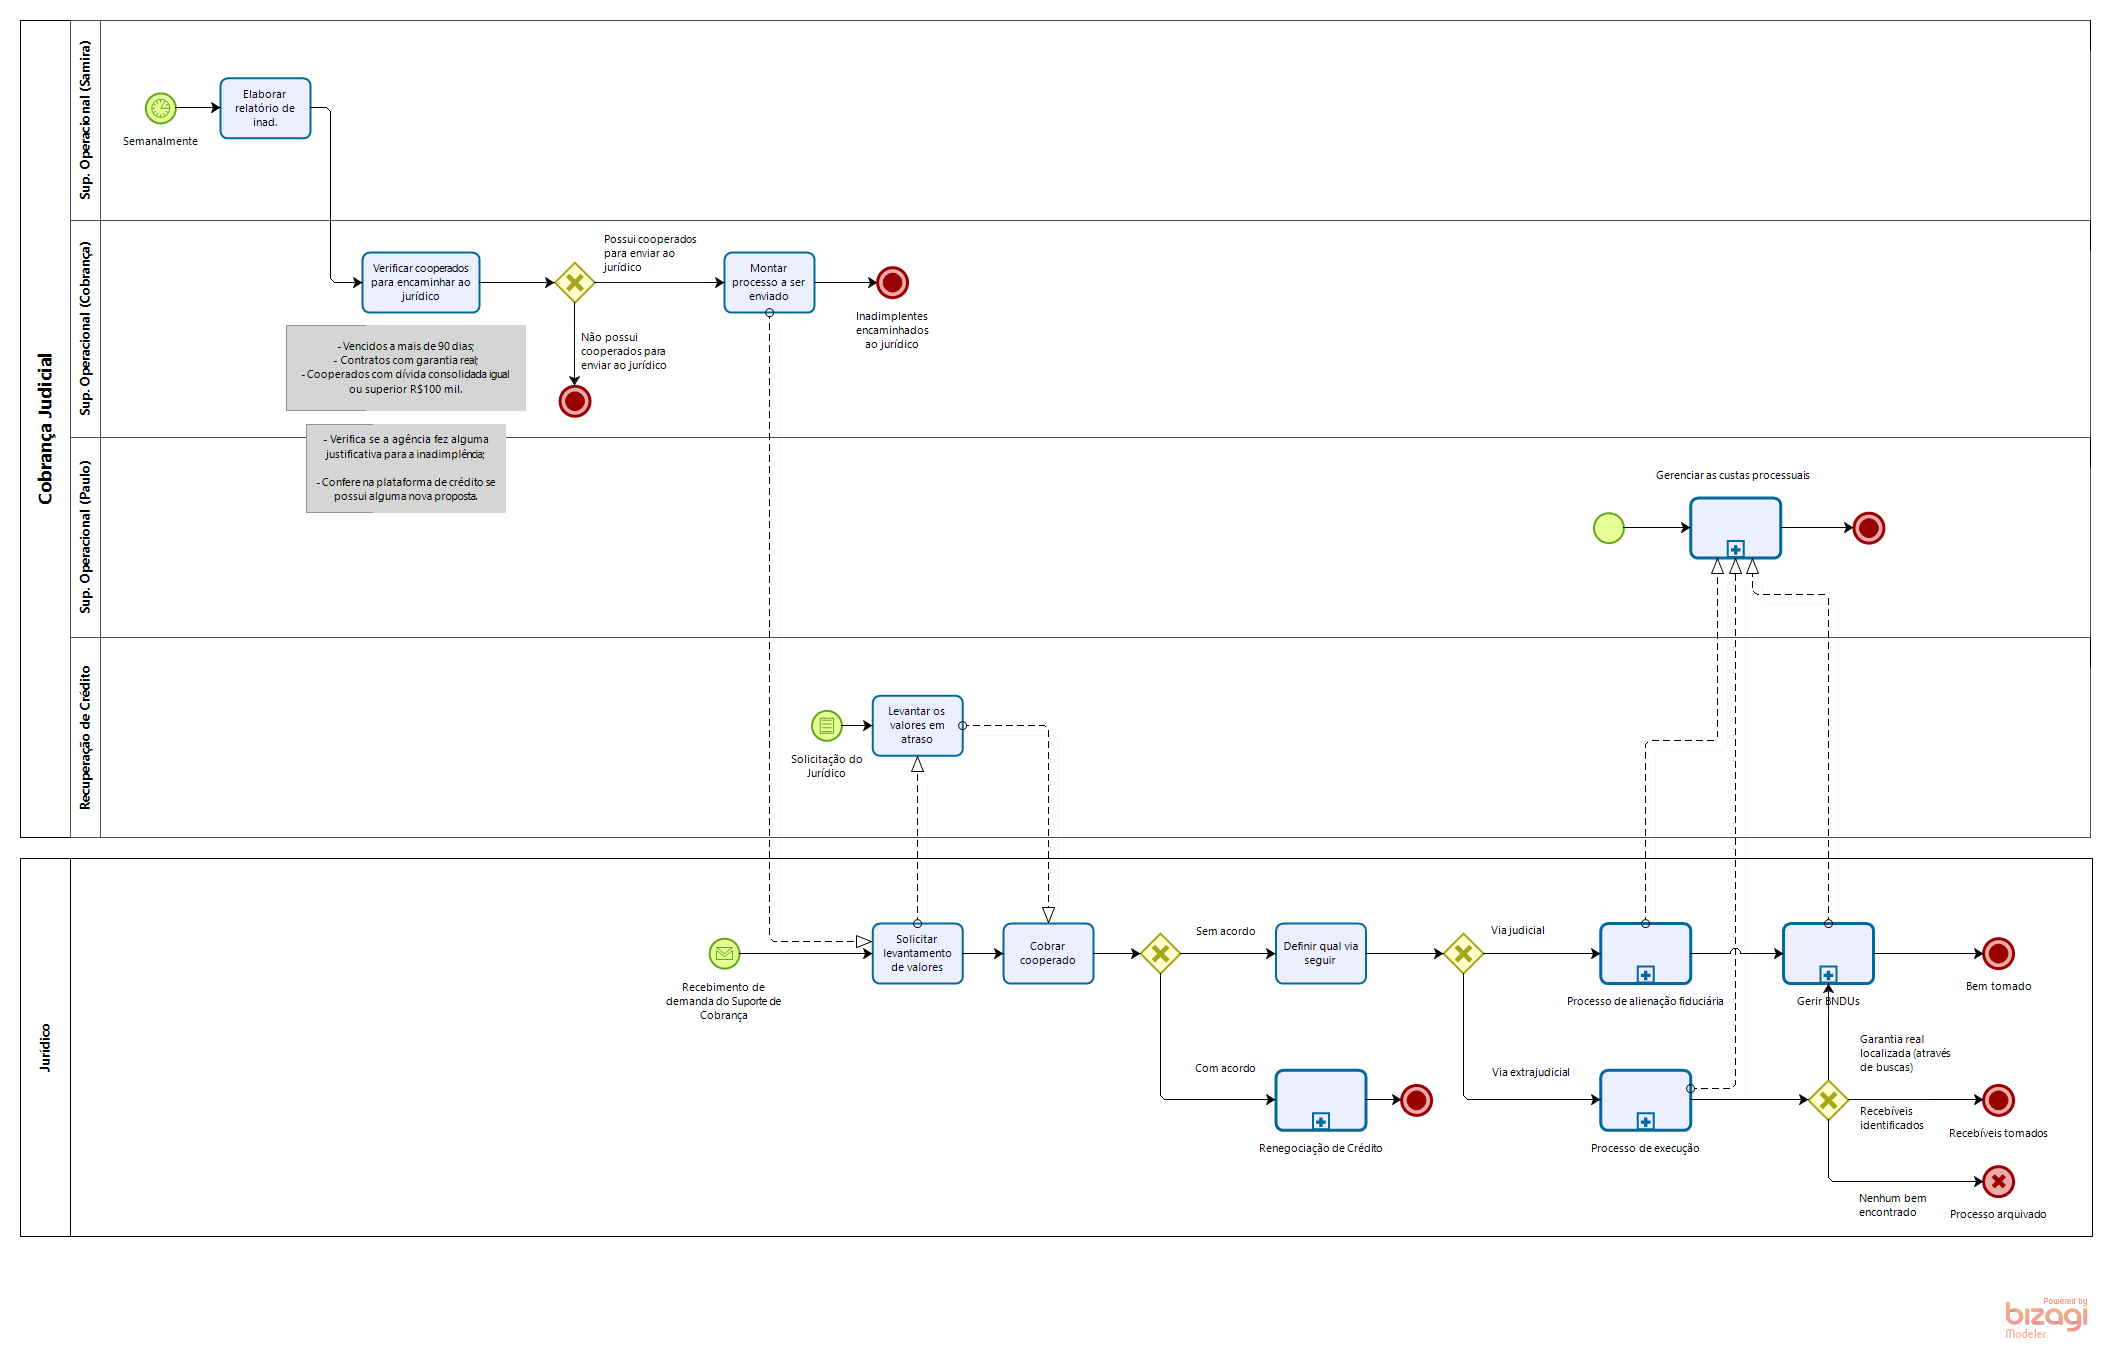 Cobrança Judicial
Sup. Operacional (Samira)
Semanalmente
Elaborar
relatório de
inad.
Sup. Operacional (Cobrança)
Verificar cooperados
para encaminhar ao
jurídico
- Vencidos a mais de 90 dias;
- Contratos com garantia real;
- Cooperados com dívida consolidada igual
ou superior R$100 mil.
- Verifica se a agência fez alguma
justificativa para a inadimplência;
- Confere na plataforma de crédito se
possui alguma nova proposta.
Possui cooperados
para enviar ao
jurídico
Não possui
cooperados para
enviar ao jurídico
Montar
processo a ser
enviado
Inadimplentes
encaminhados
ao jurídico
Sup. Operacional (Paulo)
Gerenciar as custas processuais
Recuperação de Crédito
Solicitação do
Jurídico
Levantar os
valores em
atraso
Jurídico
Recebimento de
demanda do Suporte de
Cobrança
Solicitar
levantamento
de valores
Cobrar
cooperado
Sem acordo
Com acordo
Definir qual via
seguir
Renegociação de Crédito
Via judicial
Via extrajudicial
Processo de alienação fiduciária
Processo de execução
Gerir BNDUs
Bem tomado
Garantia real
localizada (através
de buscas)
Recebíveis
identificados
Recebíveis tomados
Nenhum bem
encontrado
Processo arquivado
Powered by
bizagi
Modeler